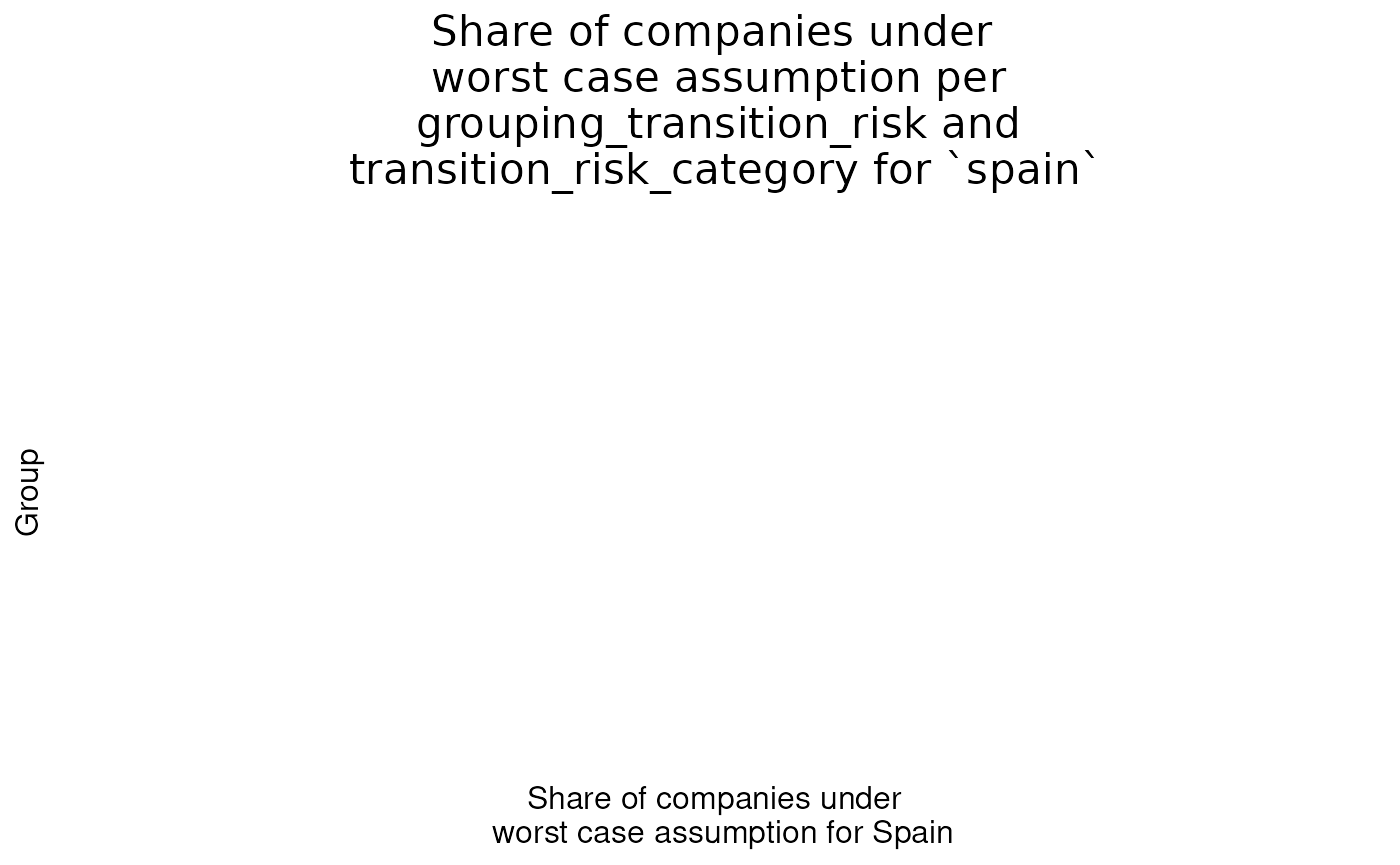 Share of companies under
worst case assumption per
grouping_transition_risk and
transition_risk_category for `spain`
Group
Share of companies under
worst case assumption for Spain